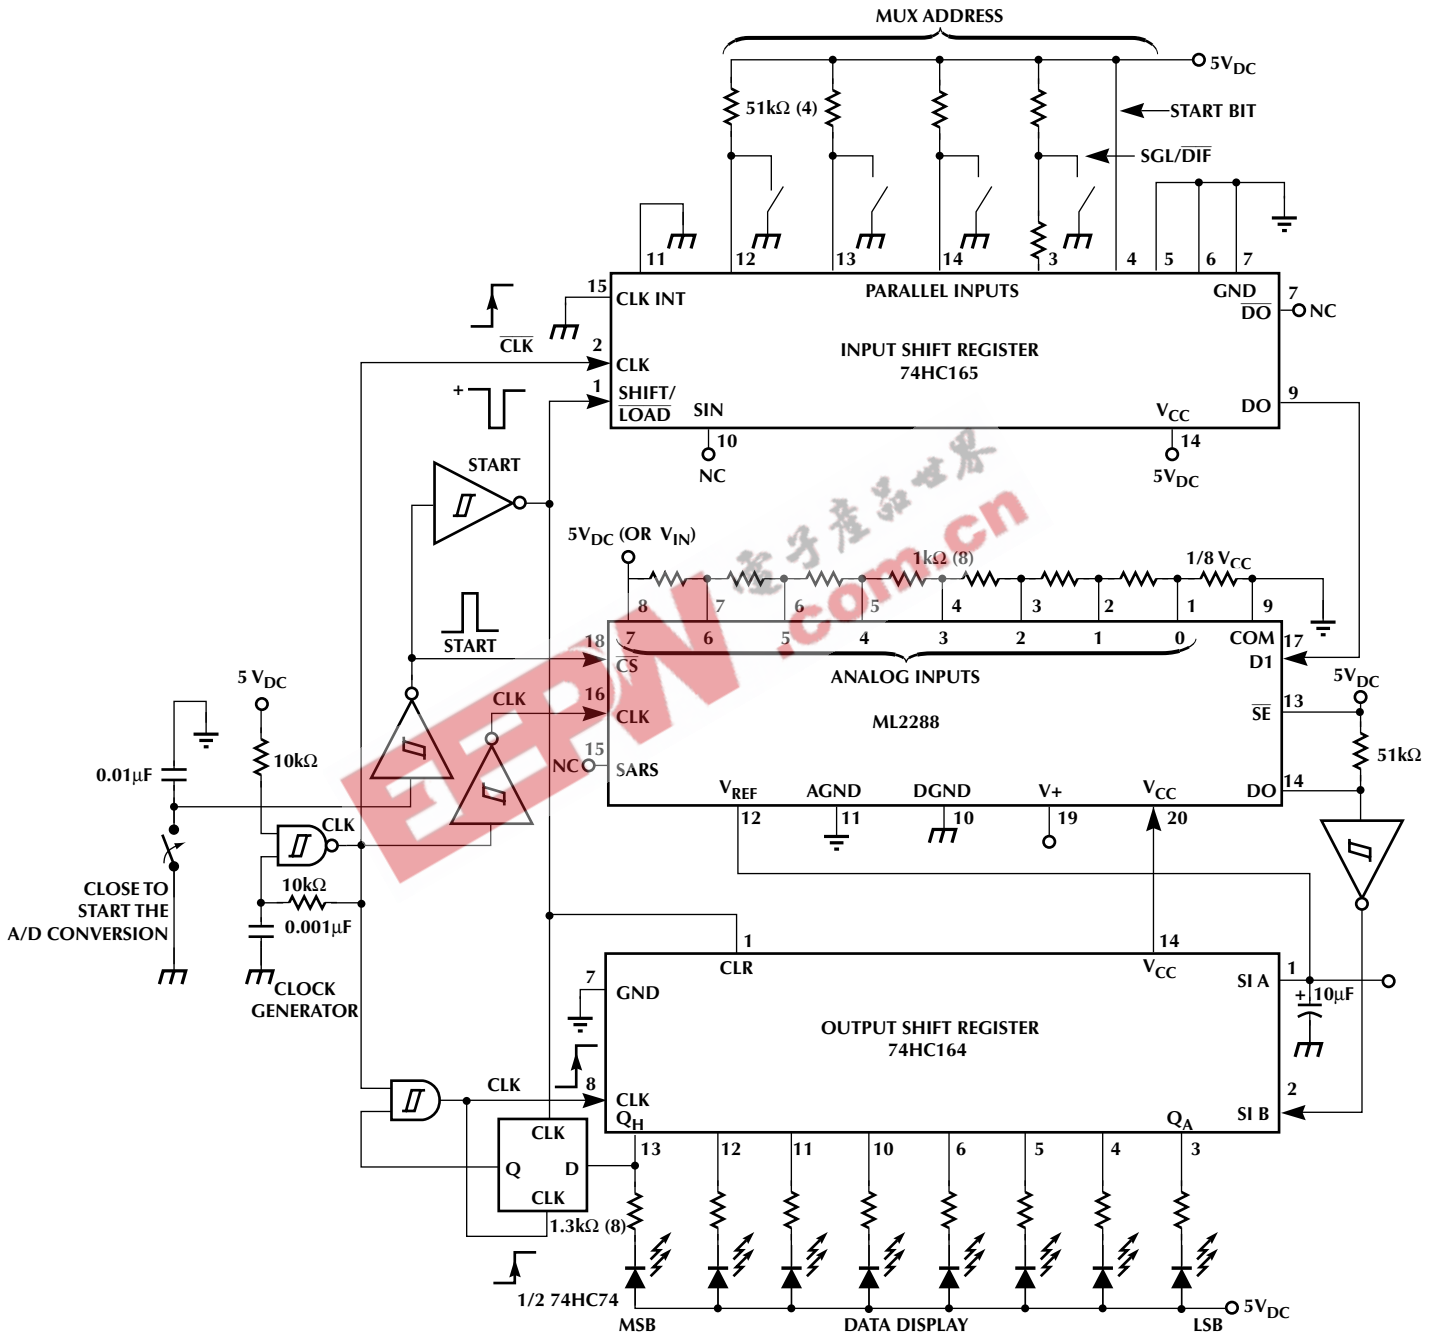 MUX ADDRESS
5VDC
51kΩ (4)
START BIT
SGL/DIF
11 12 13 14 3 4 5 6 7
15 CLK INT
PARALLEL INPUTS
GND
7
DO
NC
CLK
2
CLK
INPUT SHIFT REGISTER
74HC165
1
SHIFT/
LOAD
+
SIN
VCC
DO
9
10
NC
14
5VDC
START
5VDC (OR VIN)
1kΩ (8)
1/8 VCC
8 7 6 5 4 3 2 1 9
START
18
CS
7 6 5 4 3 2 1 0
COM
17
D1
ANALOG INPUTS
5 VDC
CLK
16
CLK
ML2288
5VDC
SE
13
10kΩ
0.01μF
NC
15
SARS
51kΩ
VREF
AGND
DGND
V+
VCC
DO
14
12 11 10 19 20
CLK
CLOSE TO
START THE
A/D CONVERSION
10kΩ
0.001μF
CLOCK
GENERATOR
1
CLR
14
VCC
7
GND
SI A
1
+ 10μF
OUTPUT SHIFT REGISTER
74HC164
CLK
8
CLK
QH
QA
SI B
2
CLK
Q
D
CLK
13 12 11 10 6 5 4 3
1.3kΩ (8)
1/2 74HC74
5VDC
MSB
DATA DISPLAY
LSB
EEPW
.com.cn
電子產品世界